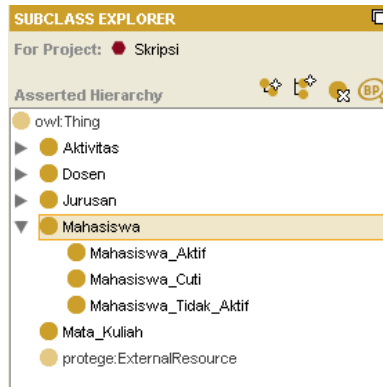 SUBCLASS EXPLORER
For Project: Skripsi
Asserted Hierarchy
BP
owl:Thing
Aktivitas
Dosen
Jurusan
Mahasiswa
Mahasiswa_Aktif
Mahasiswa_Cuti
Mahasiswa_Tidak_Aktif
Mata_Kuliah
protege:ExternalResource